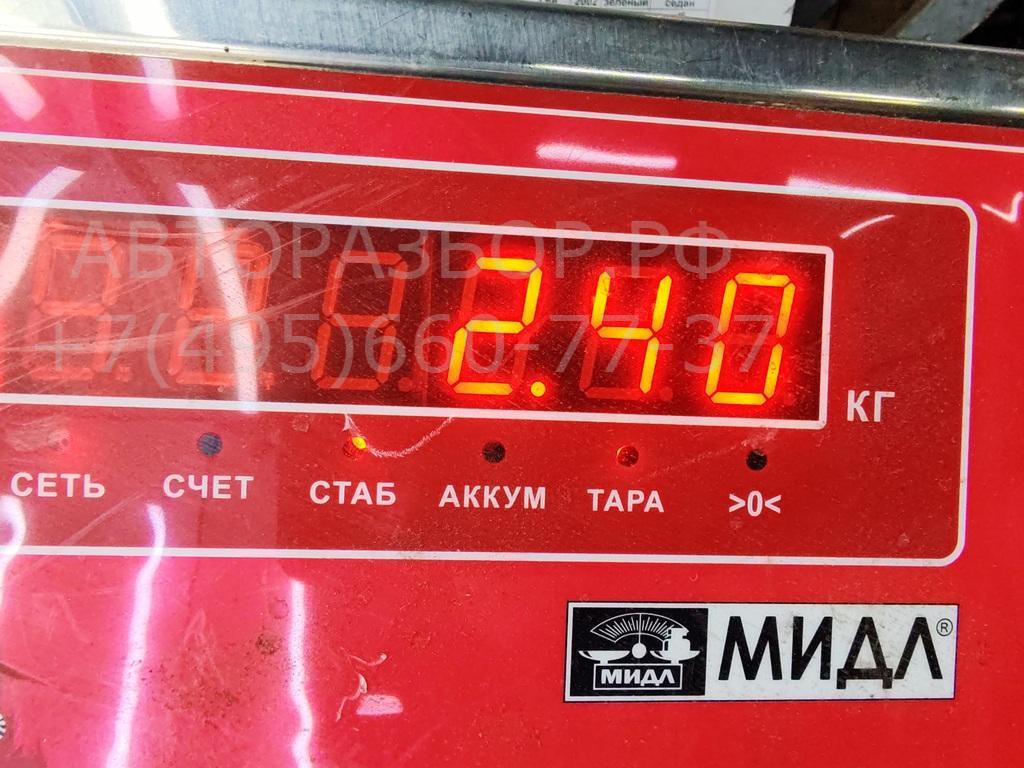 2002 зеленый седан
АВТОРАЗБОР.РФ
+7(495)660-77-37
2.40
КГ
СЕТЬ СЧЕТ СТАБ АККУМ ТАРА >0<
МИДЛ МИДЛ®